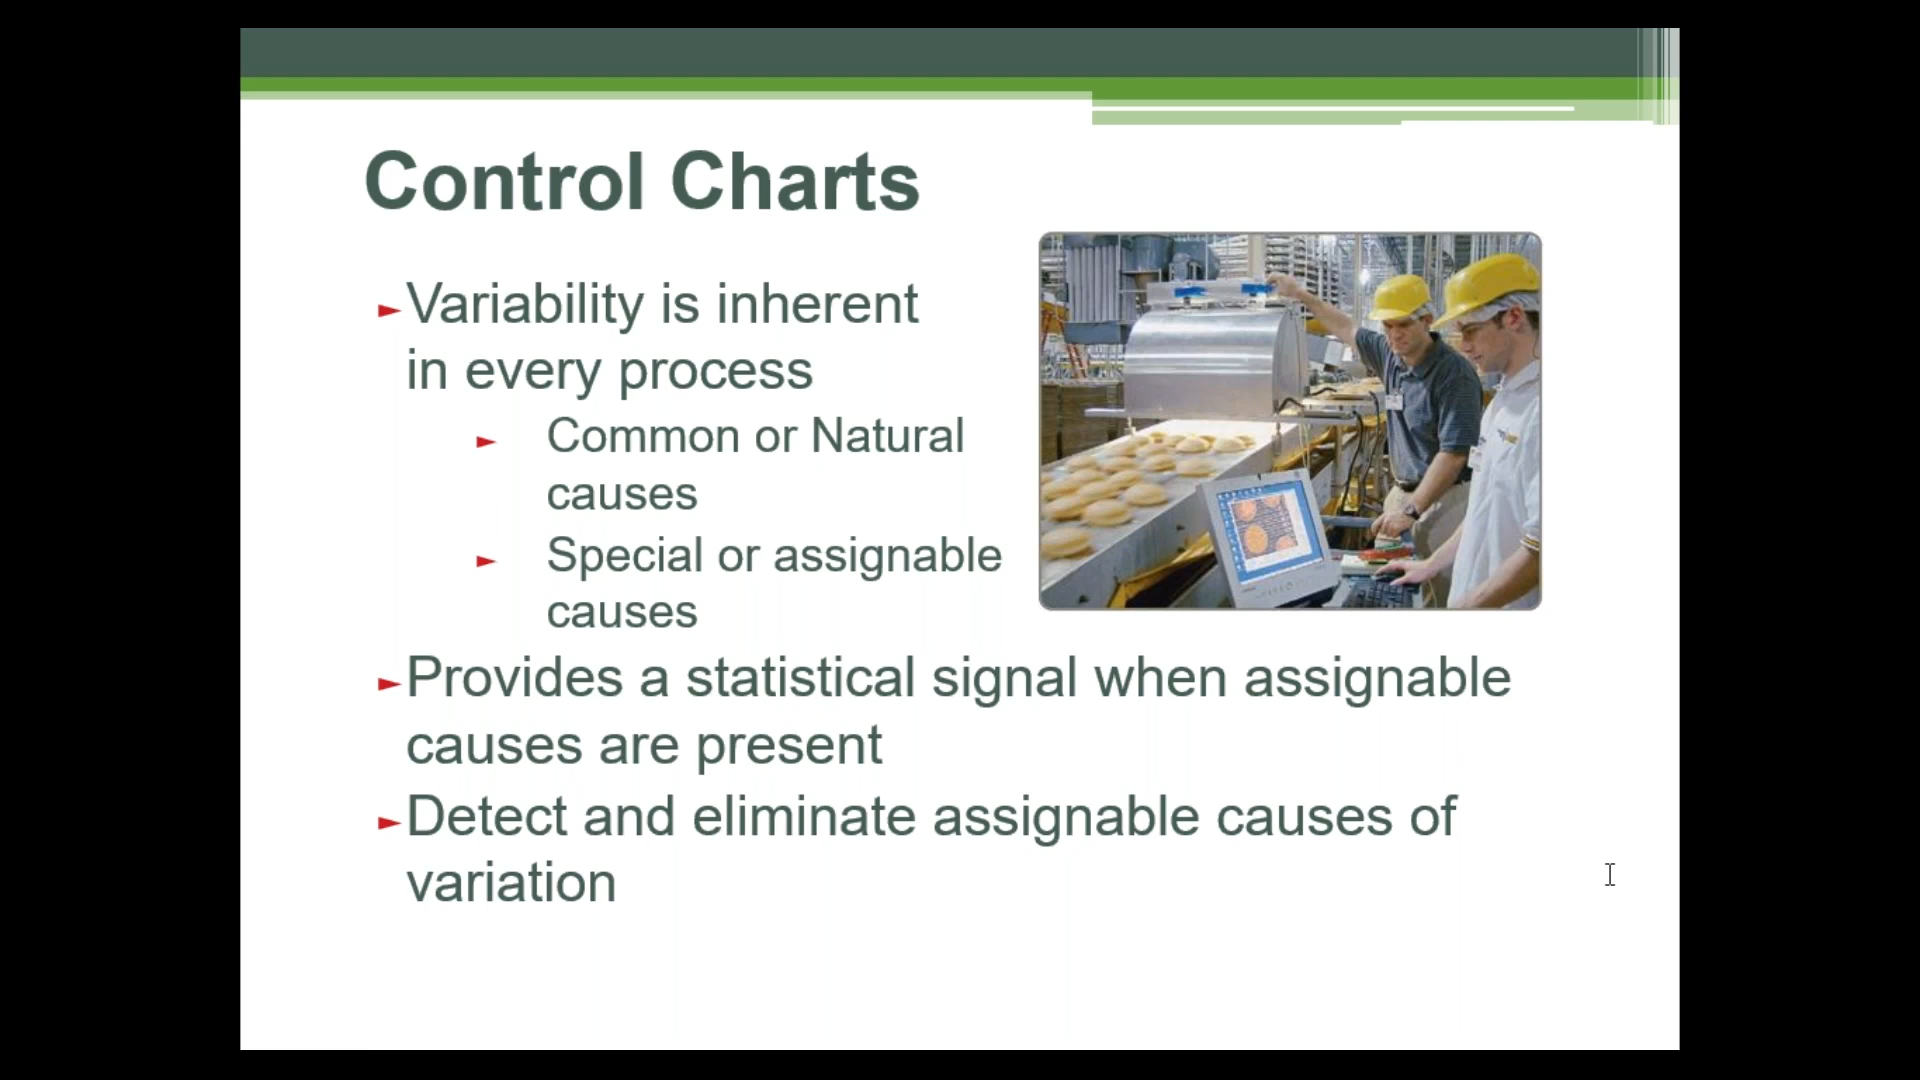 Control Charts
►Variability is inherent
in every process
► Common or Natural
causes
► Special or assignable
causes
►Provides a statistical signal when assignable
causes are present
►Detect and eliminate assignable causes of
variation